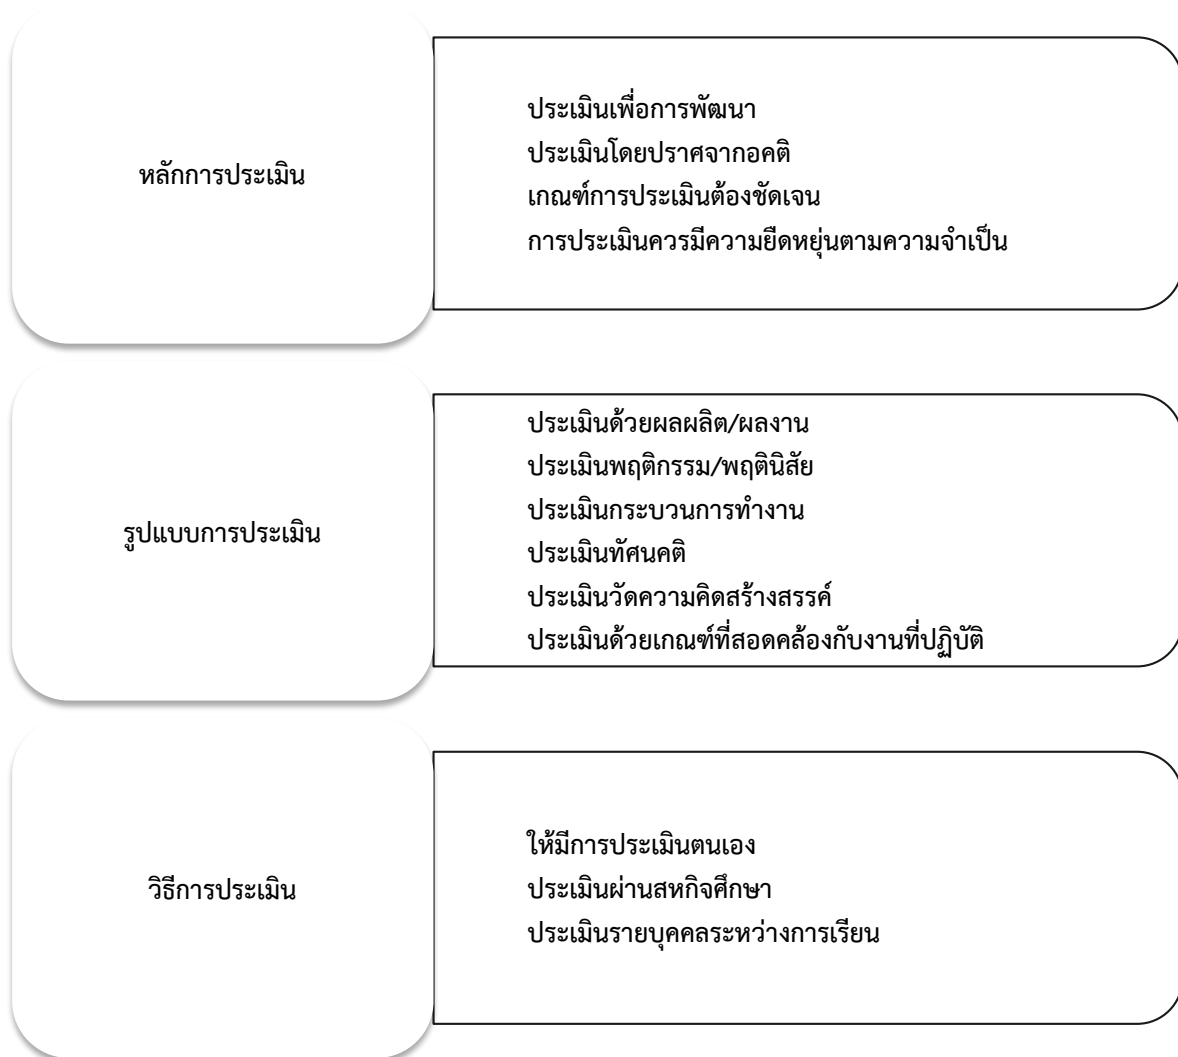 หลักการประเมิน
ประเมินเพื่อการพัฒนา
ประเมินโดยปราศจากอคติ
เกณฑ์การประเมินต้องชัดเจน
การประเมินควรมีความยืดหยุ่นตามความจำเป็น
รูปแบบการประเมิน
ประเมินด้วยผลผลิต/ผลงาน
ประเมินพฤติกรรม/พฤตินิสัย
ประเมินกระบวนการทำงาน
ประเมินทัศนคติ
ประเมินวัดความคิดสร้างสรรค์
ประเมินด้วยเกณฑ์ที่สอดคล้องกับงานที่ปฏิบัติ
วิธีการประเมิน
ให้มีการประเมินตนเอง
ประเมินผ่านสหกิจศึกษา
ประเมินรายบุคคลระหว่างการเรียน